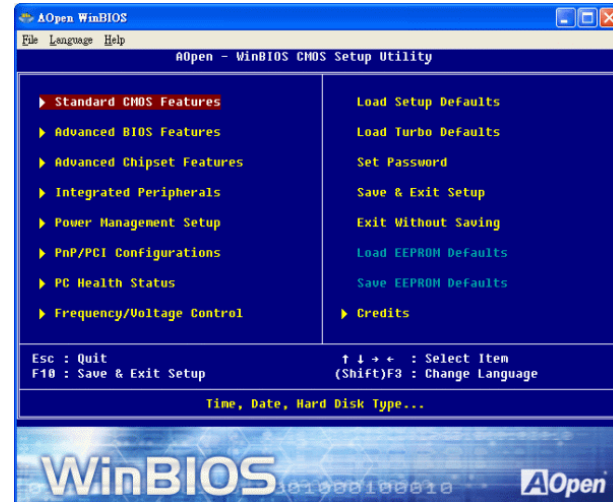 AOpen WinBIOS
File Language Help
AOpen - WinBIOS CMOS Setup Utility
Standard CMOS Features
Advanced BIOS Features
Advanced Chipset Features
Integrated Peripherals
Power Management Setup
PnP/PCI Configurations
PC Health Status
Frequency/Voltage Control
Load Setup Defaults
Load Turbo Defaults
Set Password
Save & Exit Setup
Exit Without Saving
Load EEPROM Defaults
Save EEPROM Defaults
Credits
Esc : Quit
F10 : Save & Exit Setup
↑ ↓ → ← : Select Item
(Shift)F3 : Change Language
Time, Date, Hard Disk Type...
WinBIOS
AOpen